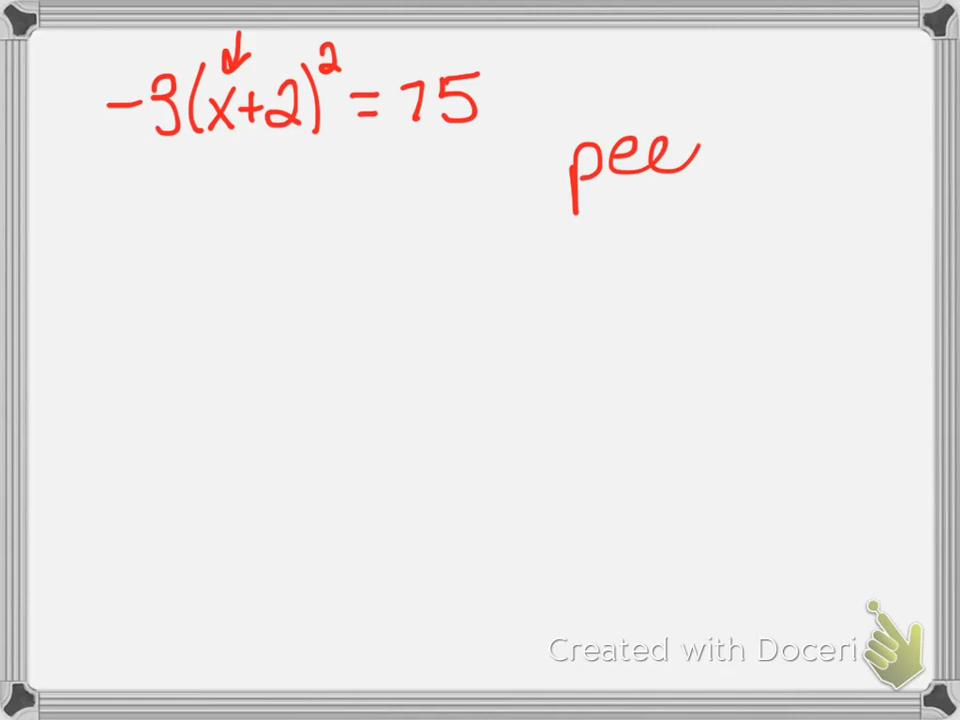 -3(x+2)² = 75
pee
Created with Doceri